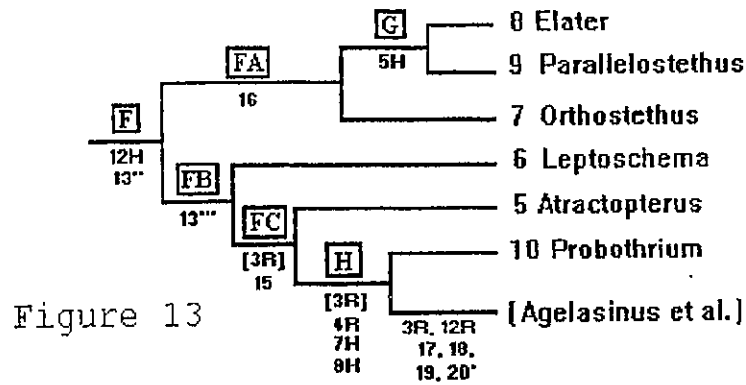 G
8 Elater
FA
5H
9 Parallelostethus
16
F
7 Orthostethus
12H
13''
FB
6 Leptoschema
13'''
FC
5 Atractopterus
[3R]
15
H
10 Probothrium
[3R]
4R
7H
9H
3R, 12R
17, 18,
19, 20*
[Agelasinus et al.]
Figure 13